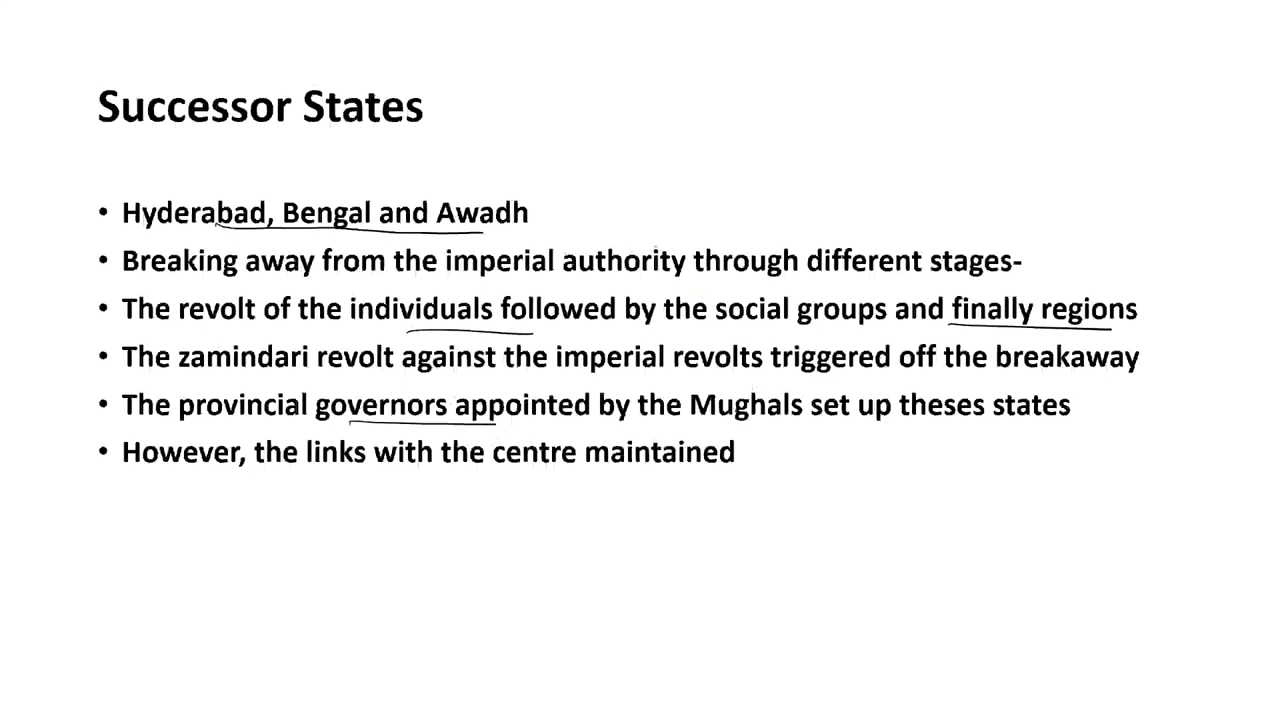 Successor States
• Hyderabad, Bengal and Awadh
• Breaking away from the imperial authority through different stages-
• The revolt of the individuals followed by the social groups and finally regions
• The zamindari revolt against the imperial revolts triggered off the breakaway
• The provincial governors appointed by the Mughals set up theses states
• However, the links with the centre maintained